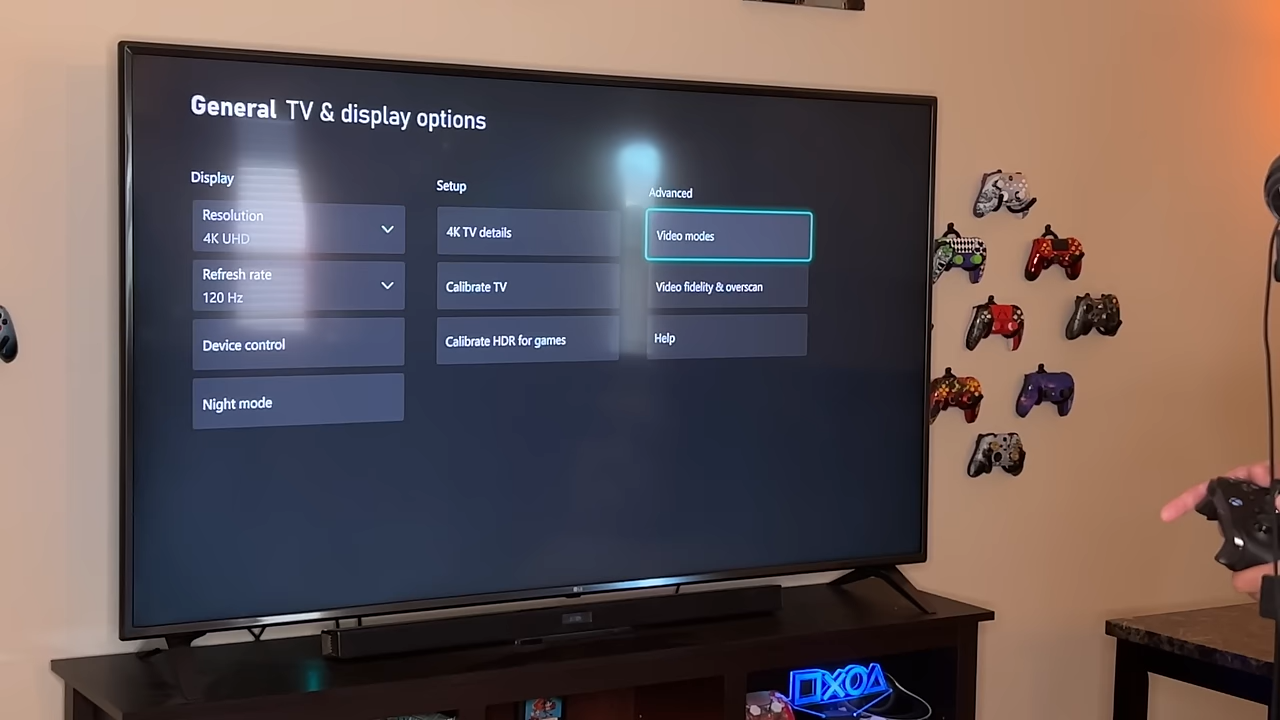 General TV & display options
Display
Resolution
4K UHD
Refresh rate
120 Hz
Device control
Night mode
Setup
4K TV details
Calibrate TV
Calibrate HDR for games
Advanced
Video modes
Video fidelity & overscan
Help